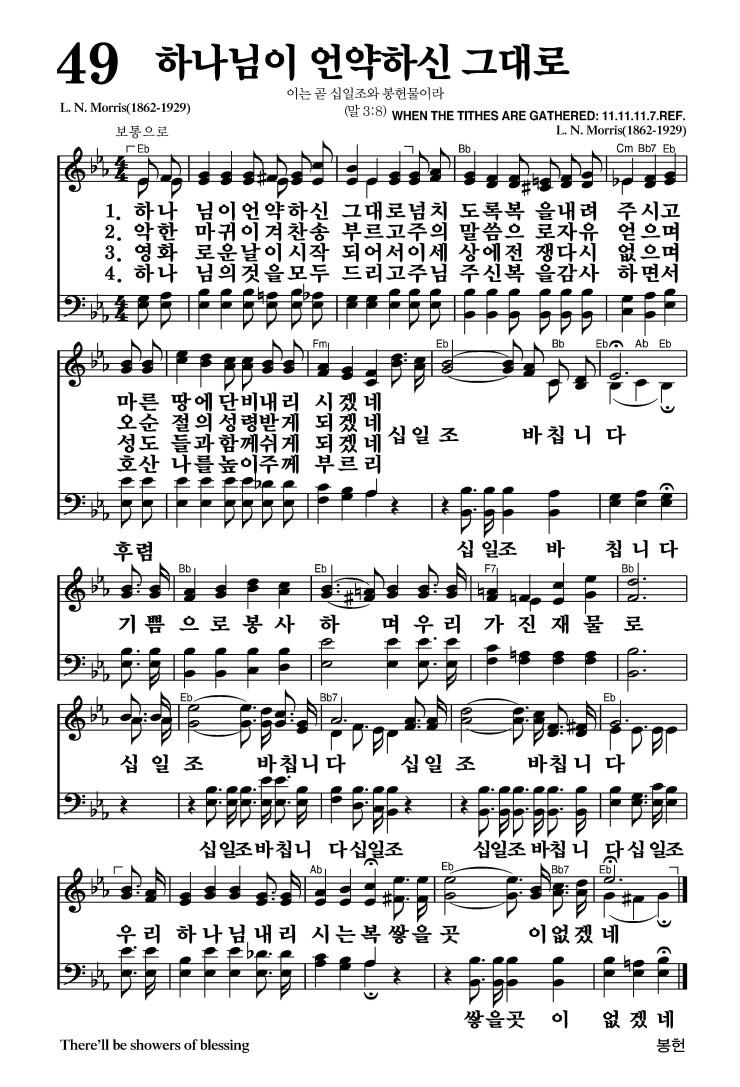 49 하나님이 언약하신 그대로
이는 곧 십일조와 봉헌물이라
L. N. Morris(1862-1929)
(말 3:8) WHEN THE TITHES ARE GATHERED: 11.11.11.7.REF.
보통으로
L. N. Morris(1862-1929)
Eb Bb Cm Bb7 Eb
1. 하나 님이언약하신 그대로넘치 도록복 을내려 주시고
2. 악한 마귀이겨찬송 부르고주의 말씀으 로자유 얻으며
3. 영화 로운날이시작 되어서이세 상에전 쟁다시 없으며
4. 하나 님의것을모두 드리고주님 주신복 을감사 하면서
Fm Eb Bb Eb Ab Eb
마른 땅에단비내리 시겠네
오순 절의성령받게 되겠네
성도 들과함께쉬게 되겠네
호산 나를높이주께 부르리
십일조 바칩니다
후렴
십일조 바 칩니다
Bb Eb F7 Bb
기쁨으로봉사하 며우리가진재물로
Eb Bb7 Eb
십일조 바칩니다 십일조 바칩니다
십일조바칩니 다십일조 십일조바칩니 다십일조
Ab Eb Bb7 Eb
우리하나님내리시는복쌓을곳 이없겠네
쌓을곳 이 없겠네
There'll be showers of blessing
봉헌